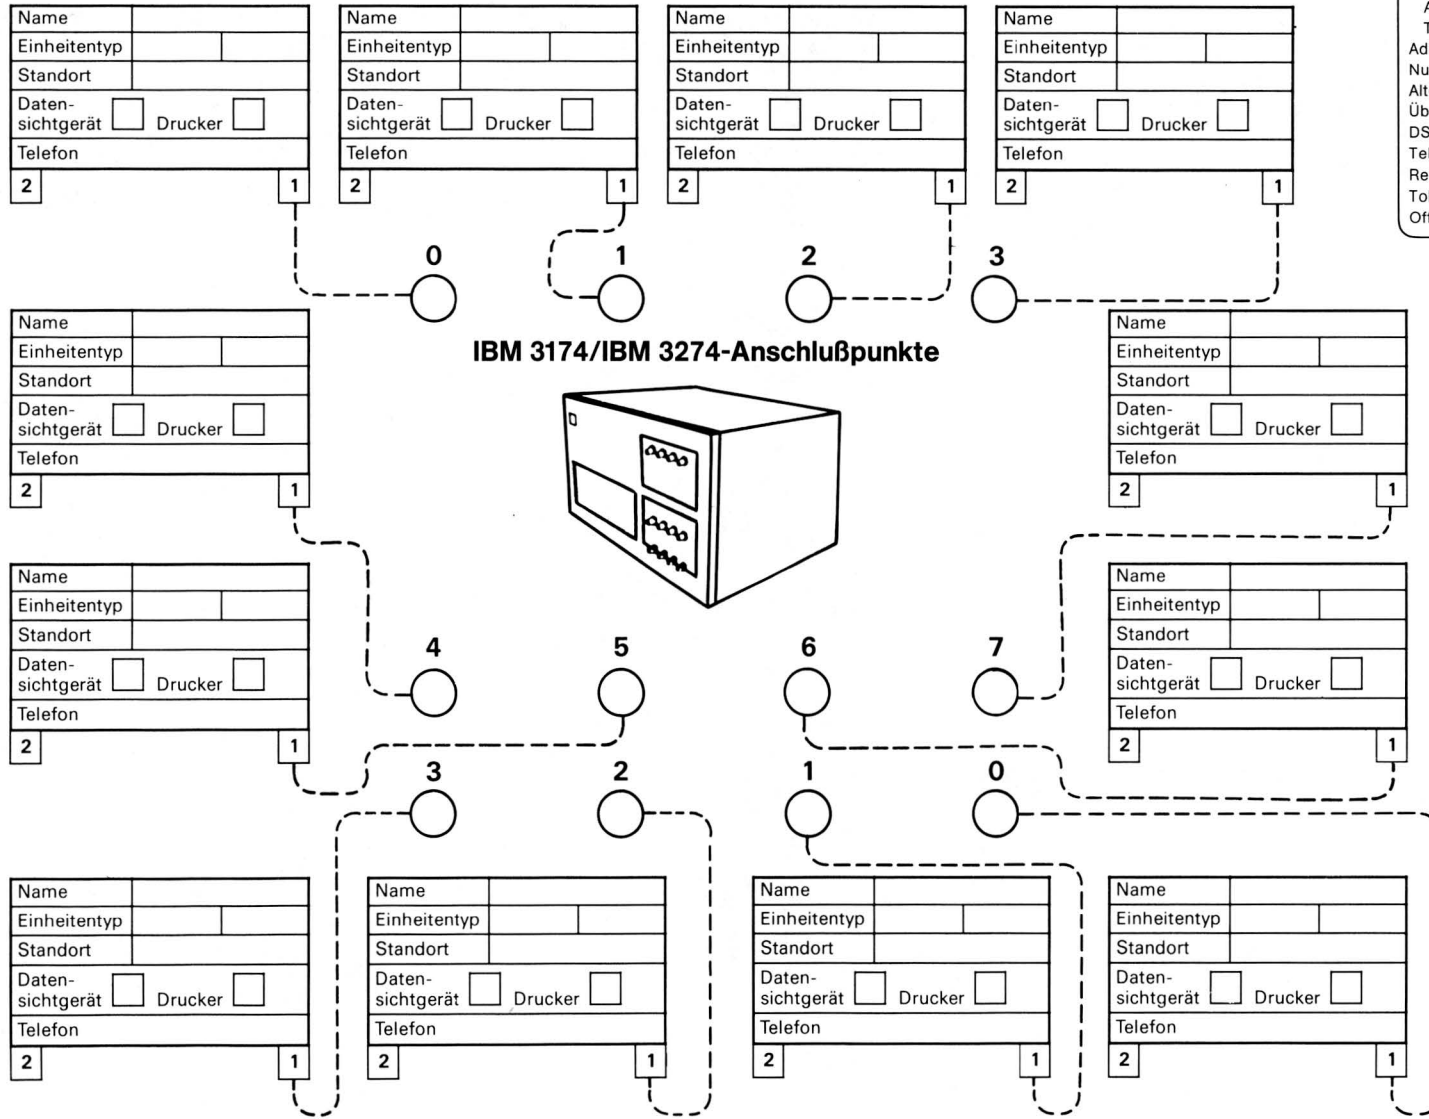 Name
Einheitentyp
Standort
Daten-
sichtgerät Drucker
Telefon
2 1
Name
Einheitentyp
Standort
Daten-
sichtgerät Drucker
Telefon
2 1
Name
Einheitentyp
Standort
Daten-
sichtgerät Drucker
Telefon
2 1
Name
Einheitentyp
Standort
Daten-
sichtgerät Drucker
Telefon
2 1
0 1 2 3
IBM 3174/IBM 3274-Anschlußpunkte
Name
Einheitentyp
Standort
Daten-
sichtgerät Drucker
Telefon
2 1
Name
Einheitentyp
Standort
Daten-
sichtgerät Drucker
Telefon
2 1
Name
Einheitentyp
Standort
Daten-
sichtgerät Drucker
Telefon
2 1
Name
Einheitentyp
Standort
Daten-
sichtgerät Drucker
Telefon
2 1
4 5 6 7
3 2 1 0
Name
Einheitentyp
Standort
Daten-
sichtgerät Drucker
Telefon
2 1
Name
Einheitentyp
Standort
Daten-
sichtgerät Drucker
Telefon
2 1
Name
Einheitentyp
Standort
Daten-
sichtgerät Drucker
Telefon
2 1
Name
Einheitentyp
Standort
Daten-
sichtgerät Drucker
Telefon
2 1